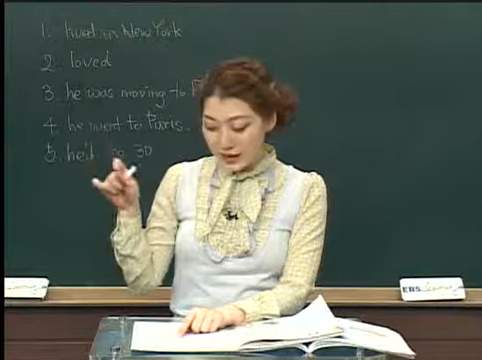 1. lived in New York
2. loved
3. he was moving to
4. he went to Paris.
5. he'd 30
EBS